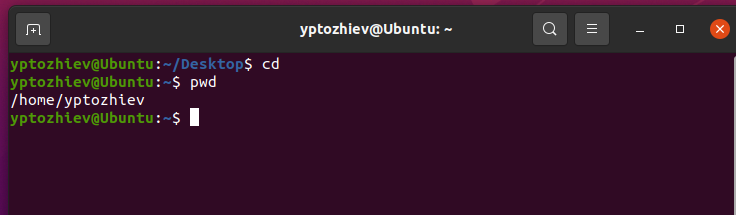 yptozhiev@Ubuntu: ~
yptozhiev@Ubuntu:~/Desktop$ cd
yptozhiev@Ubuntu:~$ pwd
/home/yptozhiev
yptozhiev@Ubuntu:~$